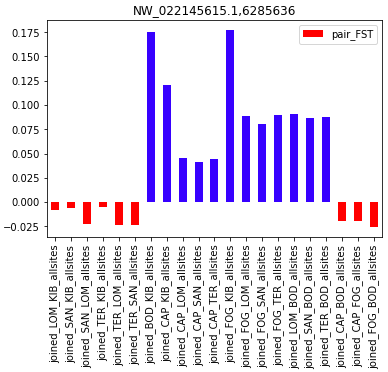 NW_022145615.1,6285636
pair_FST
0.175
0.150
0.125
0.100
0.075
0.050
0.025
0.000
−0.025
joined_LOM_KIB_allsites
joined_SAN_KIB_allsites
joined_SAN_LOM_allsites
joined_TER_KIB_allsites
joined_TER_LOM_allsites
joined_TER_SAN_allsites
joined_BOD_KIB_allsites
joined_CAP_KIB_allsites
joined_CAP_LOM_allsites
joined_CAP_SAN_allsites
joined_CAP_TER_allsites
joined_FOG_KIB_allsites
joined_FOG_LOM_allsites
joined_FOG_SAN_allsites
joined_FOG_TER_allsites
joined_LOM_BOD_allsites
joined_SAN_BOD_allsites
joined_TER_BOD_allsites
joined_CAP_BOD_allsites
joined_CAP_FOG_allsites
joined_FOG_BOD_allsites